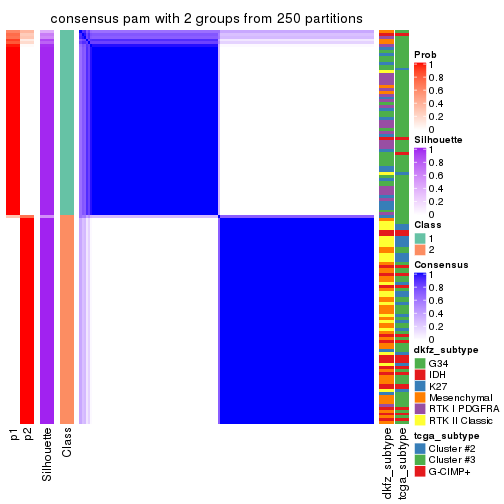 consensus pam with 2 groups from 250 partitions
Prob
1
0.8
0.6
0.4
0.2
0
Silhouette
1
0.8
0.6
0.4
0.2
0
Class
1
2
Consensus
1
0.8
0.6
0.4
0.2
0
dkfz_subtype
G34
IDH
K27
Mesenchymal
RTK I PDGFRA
RTK II Classic
tcga_subtype
Cluster #2
Cluster #3
G-CIMP+
p1
p2
Silhouette
Class
dkfz_subtype
tcga_subtype